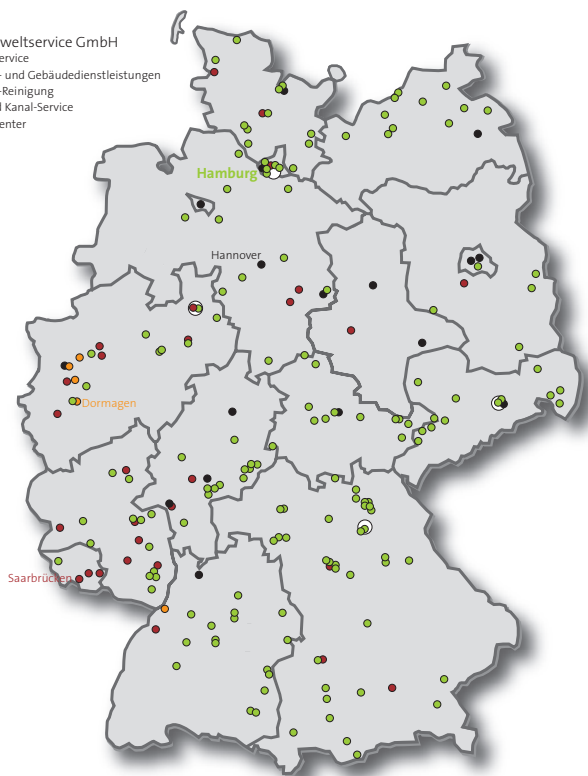 weltservice GmbH
ervice
- und Gebäudedienstleistungen
-Reinigung
d Kanal-Service
enter
Hamburg
Hannover
Dormagen
Saarbrücken